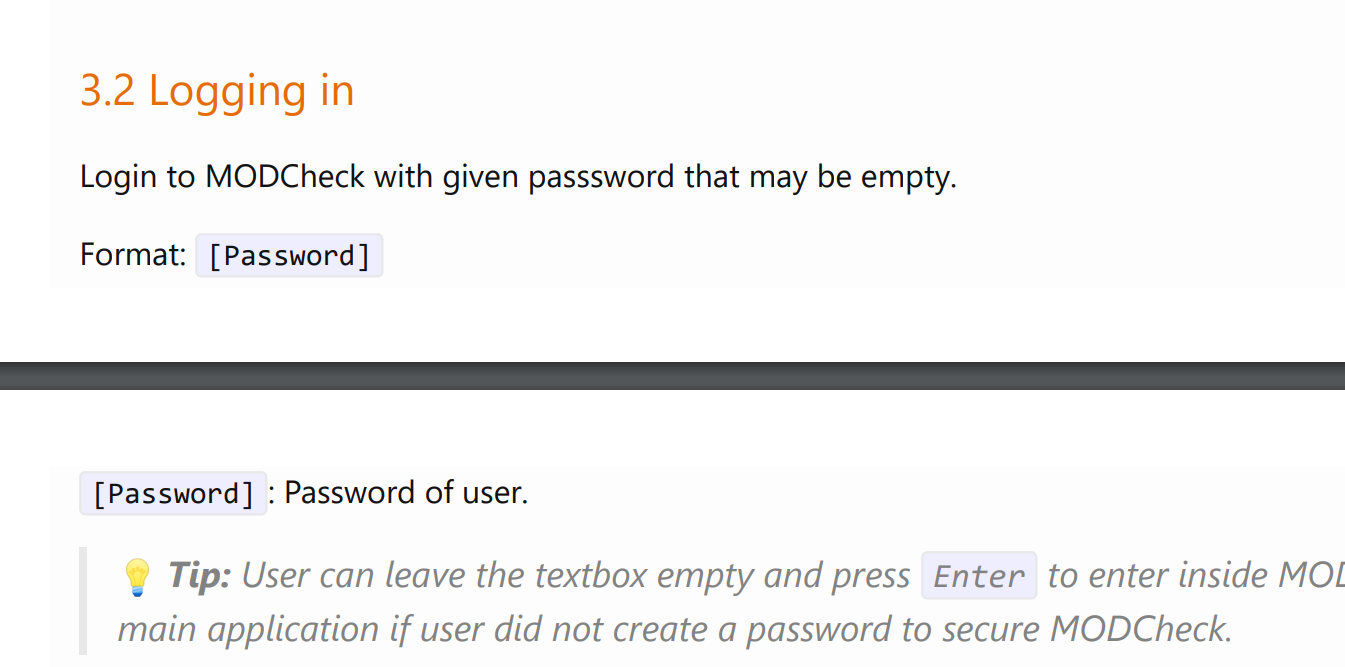 3.2 Logging in
Login to MODCheck with given passsword that may be empty.
Format: [Password]
[Password]: Password of user.
💡 Tip: User can leave the textbox empty and press Enter to enter inside MOD
main application if user did not create a password to secure MODCheck.